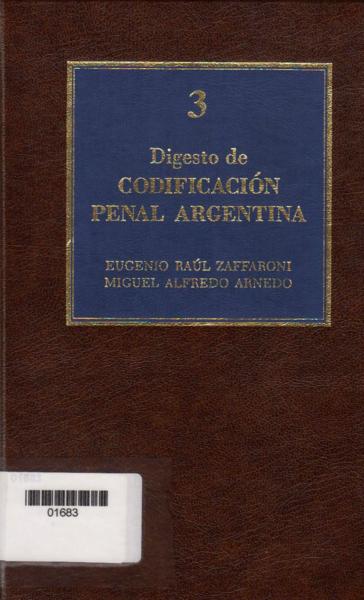 3
Digesto de
CODIFICACIÓN
PENAL ARGENTINA
EUGENIO RAÚL ZAFFARONI
MIGUEL ALFREDO ARNEDO
01683